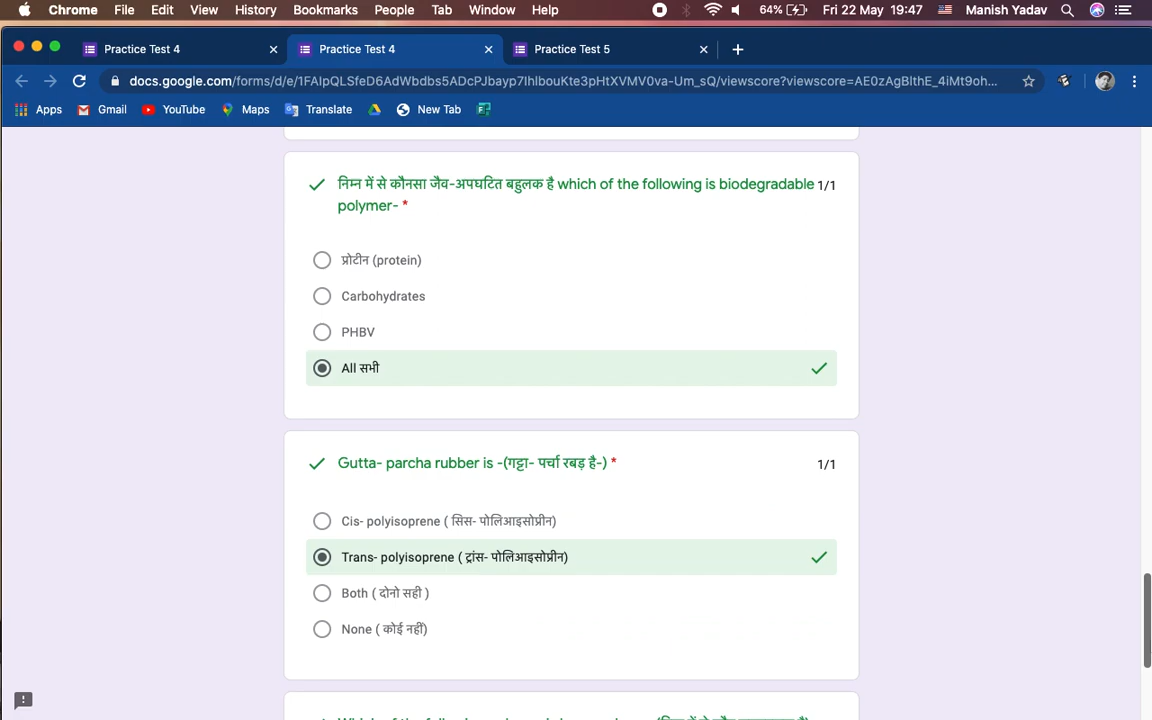 Chrome File Edit View History Bookmarks People Tab Window Help 64% Fri 22 May 19:47 Manish Yadav
Practice Test 4 Practice Test 4 Practice Test 5
docs.google.com/forms/d/e/1FAIpQLSfeD6AdWbdbs5ADcPJbayp7IhlbouKte3pHtXVMV0va-Um_sQ/viewscore?viewscore=AE0zAgBlthE_4iMt9oh...
Apps Gmail YouTube Maps Translate New Tab
निम्न में से कौनसा जैव-अपघटित बहुलक है which of the following is biodegradable 1/1
polymer- *
प्रोटीन (protein)
Carbohydrates
PHBV
All सभी
Gutta- parcha rubber is -(गट्टा- पर्चा रबड़ है-) * 1/1
Cis- polyisoprene ( सिस- पोलिआइसोप्रीन)
Trans- polyisoprene ( ट्रांस- पोलिआइसोप्रीन)
Both ( दोनो सही )
None ( कोई नहीं)